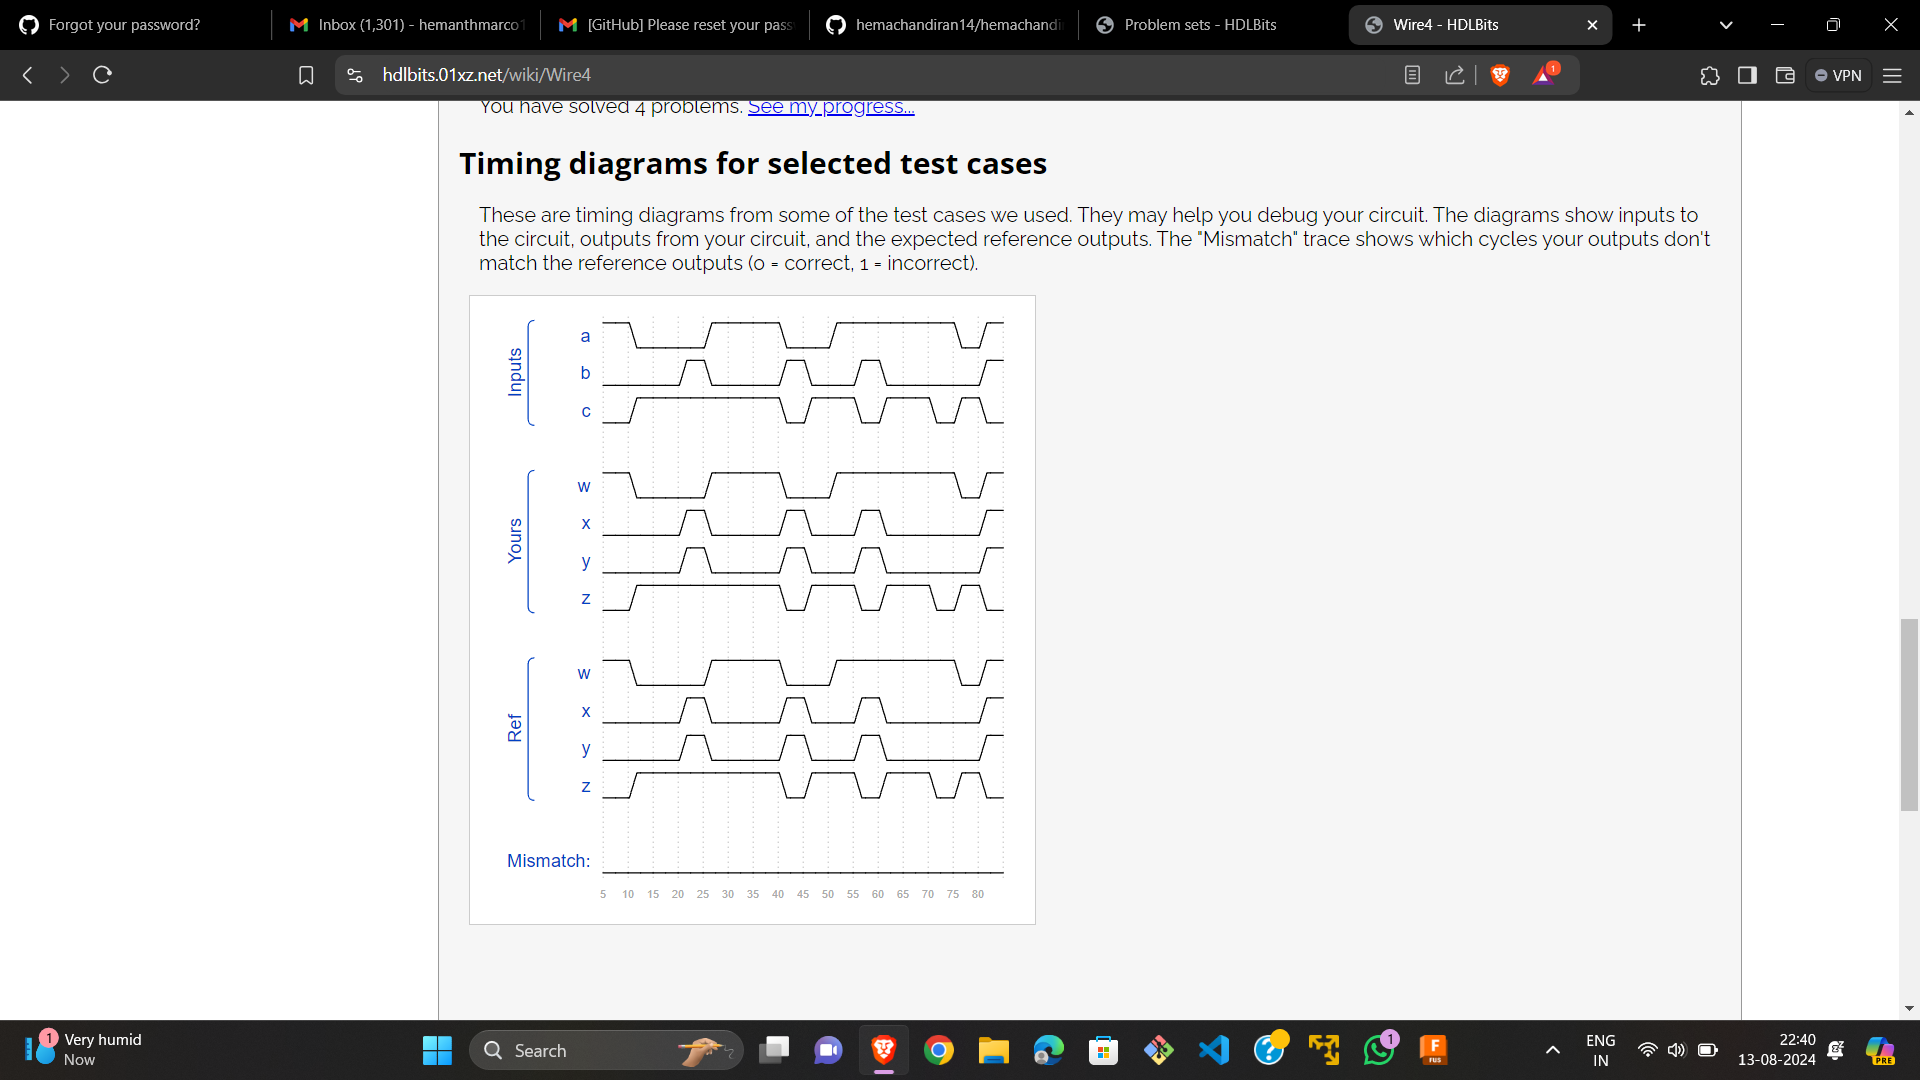 Forgot your password?
Inbox (1,301) - hemanthmarco1
[GitHub] Please reset your pass
hemachandiran14/hemachandi
Problem sets - HDLBits
Wire4 - HDLBits
hdlbits.01xz.net/wiki/Wire4
1
VPN
You have solved 4 problems. See my progress...
Timing diagrams for selected test cases
These are timing diagrams from some of the test cases we used. They may help you debug your circuit. The diagrams show inputs to
the circuit, outputs from your circuit, and the expected reference outputs. The "Mismatch" trace shows which cycles your outputs don't
match the reference outputs (0 = correct, 1 = incorrect).
Inputs
a
b
c
Yours
w
x
y
z
Ref
w
x
y
z
Mismatch:
5 10 15 20 25 30 35 40 45 50 55 60 65 70 75 80
1
Very humid
Now
Search
1
F
FUS
ENG
IN
22:40
13-08-2024
PRE